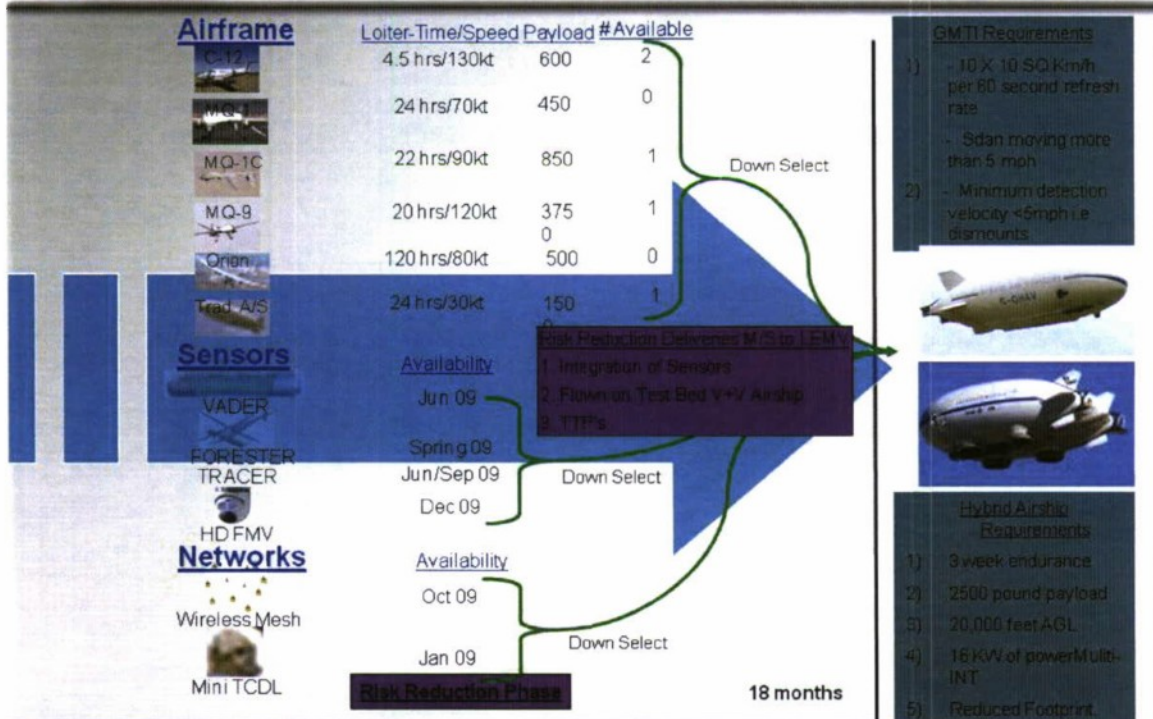 Airframe Loiter-Time/Speed Payload # Available
C-12 4.5 hrs/130kt 600 2
MQ-1 24 hrs/70kt 450 0
MQ-1C 22 hrs/90kt 850 1
MQ-9 20 hrs/120kt 375
0 1
Orion 120 hrs/80kt 500 0
Trad. A/S 24 hrs/30kt 150 1
Down Select
Sensors
Availability
VADER Jun 09
FORESTER Spring 09
TRACER Jun/Sep 09
HD FMV Dec 09
Down Select
Networks
Availability
Wireless Mesh Oct 09
Mini TCDL Jan 09
Down Select
Risk Reduction Delivers M/S to LEMV
1. Integration of Sensors
2. Flown on Test Bed V+V Airship
3. TTP's
Risk Reduction Phase
18 months
GMTI Requirements
1) - 10 X 10 SQ Km/h
per 60 second refresh
rate
- Sdan moving more
than 5 mph
2) - Minimum detection
velocity <5mph i.e
dismounts
Hybrid Airship
Requirements
1) 3 week endurance
2) 2500 pound payload
3) 20,000 feet AGL
4) 16 KW of powerMulti-
INT
5) Reduced Footprint.